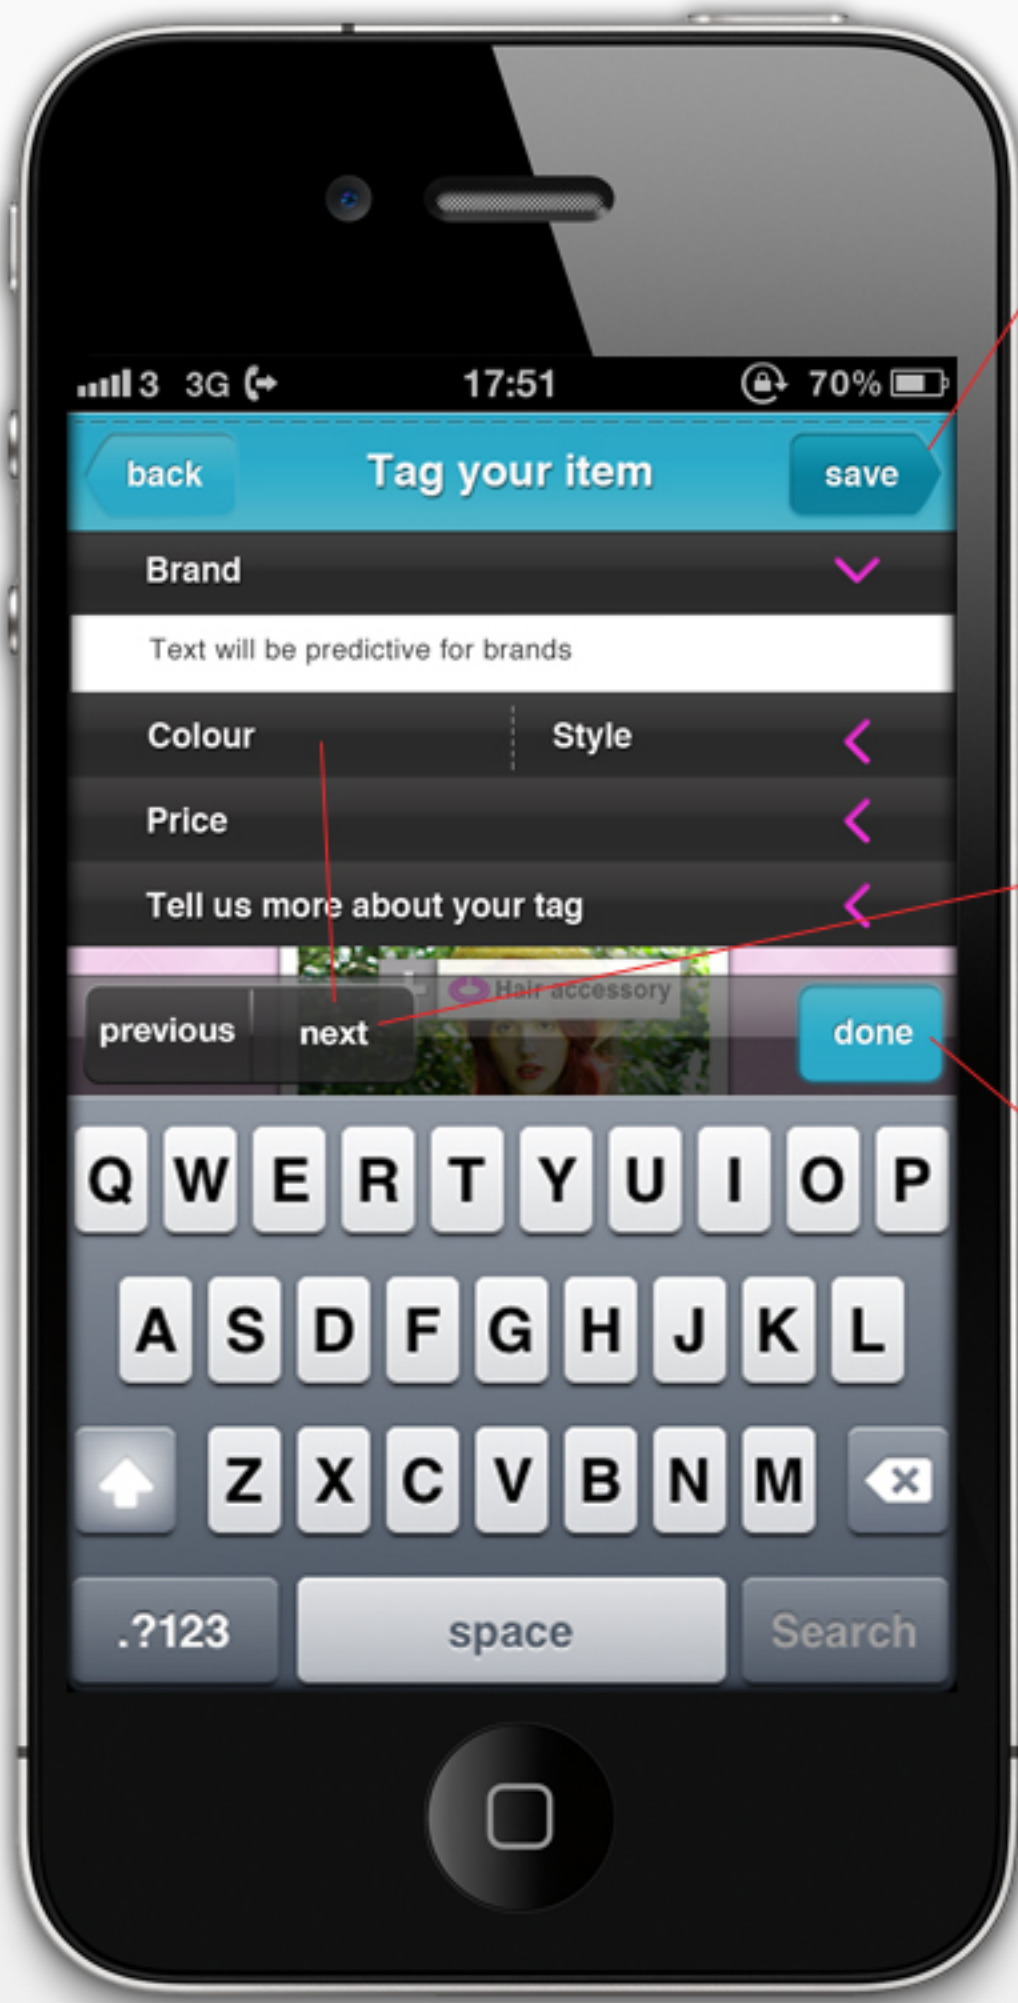 3 3G 17:51 70%
back Tag your item save
Brand
Text will be predictive for brands
Colour Style
Price
Tell us more about your tag
Hair accessory
previous next done
Q W E R T Y U I O P
A S D F G H J K L
Z X C V B N M
.?123 space Search